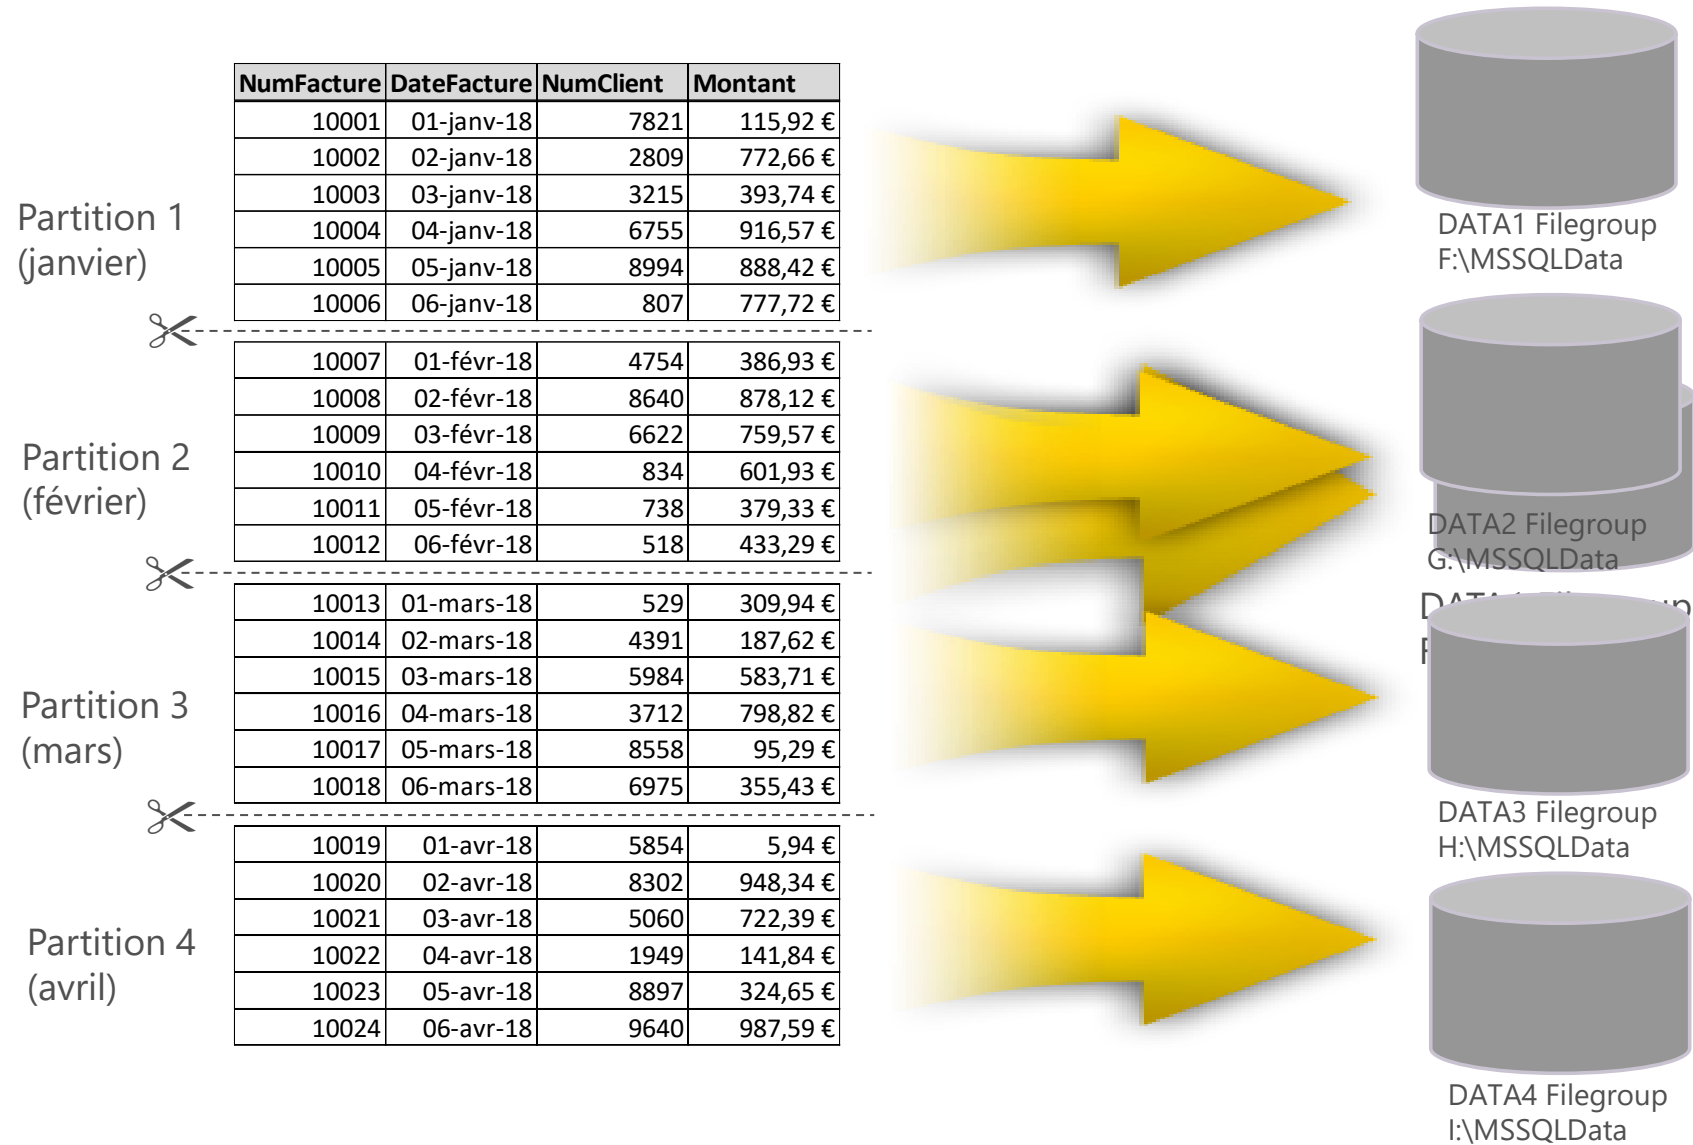 NumFacture DateFacture NumClient Montant
10001 01-janv-18 7821 115,92 €
10002 02-janv-18 2809 772,66 €
10003 03-janv-18 3215 393,74 €
10004 04-janv-18 6755 916,57 €
10005 05-janv-18 8994 888,42 €
10006 06-janv-18 807 777,72 €
Partition 1
(janvier)
DATA1 Filegroup
F:\MSSQLData
10007 01-févr-18 4754 386,93 €
10008 02-févr-18 8640 878,12 €
10009 03-févr-18 6622 759,57 €
10010 04-févr-18 834 601,93 €
10011 05-févr-18 738 379,33 €
10012 06-févr-18 518 433,29 €
Partition 2
(février)
DATA2 Filegroup
G:\MSSQLData
10013 01-mars-18 529 309,94 €
10014 02-mars-18 4391 187,62 €
10015 03-mars-18 5984 583,71 €
10016 04-mars-18 3712 798,82 €
10017 05-mars-18 8558 95,29 €
10018 06-mars-18 6975 355,43 €
Partition 3
(mars)
DATA3 Filegroup
H:\MSSQLData
10019 01-avr-18 5854 5,94 €
10020 02-avr-18 8302 948,34 €
10021 03-avr-18 5060 722,39 €
10022 04-avr-18 1949 141,84 €
10023 05-avr-18 8897 324,65 €
10024 06-avr-18 9640 987,59 €
Partition 4
(avril)
DATA4 Filegroup
I:\MSSQLData